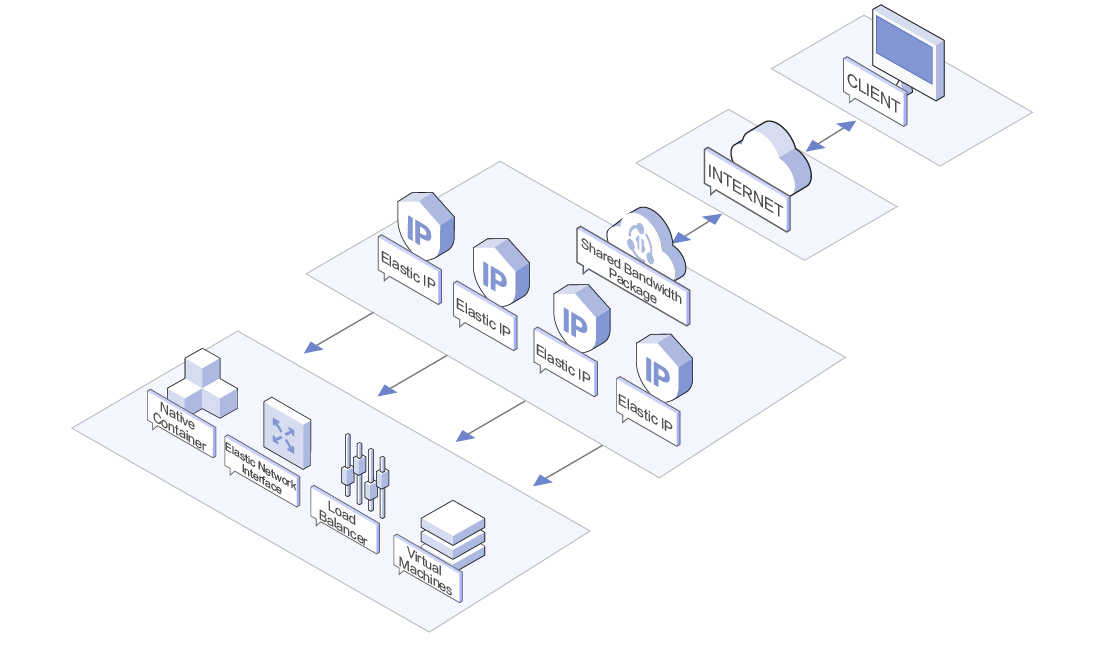 CLIENT
INTERNET
IP
Elastic IP
IP
Elastic IP
IP
Elastic IP
IP
Elastic IP
Shared Bandwidth
Package
Native
Container
Elastic Network
Interface
Load
Balancer
Virtual
Machines